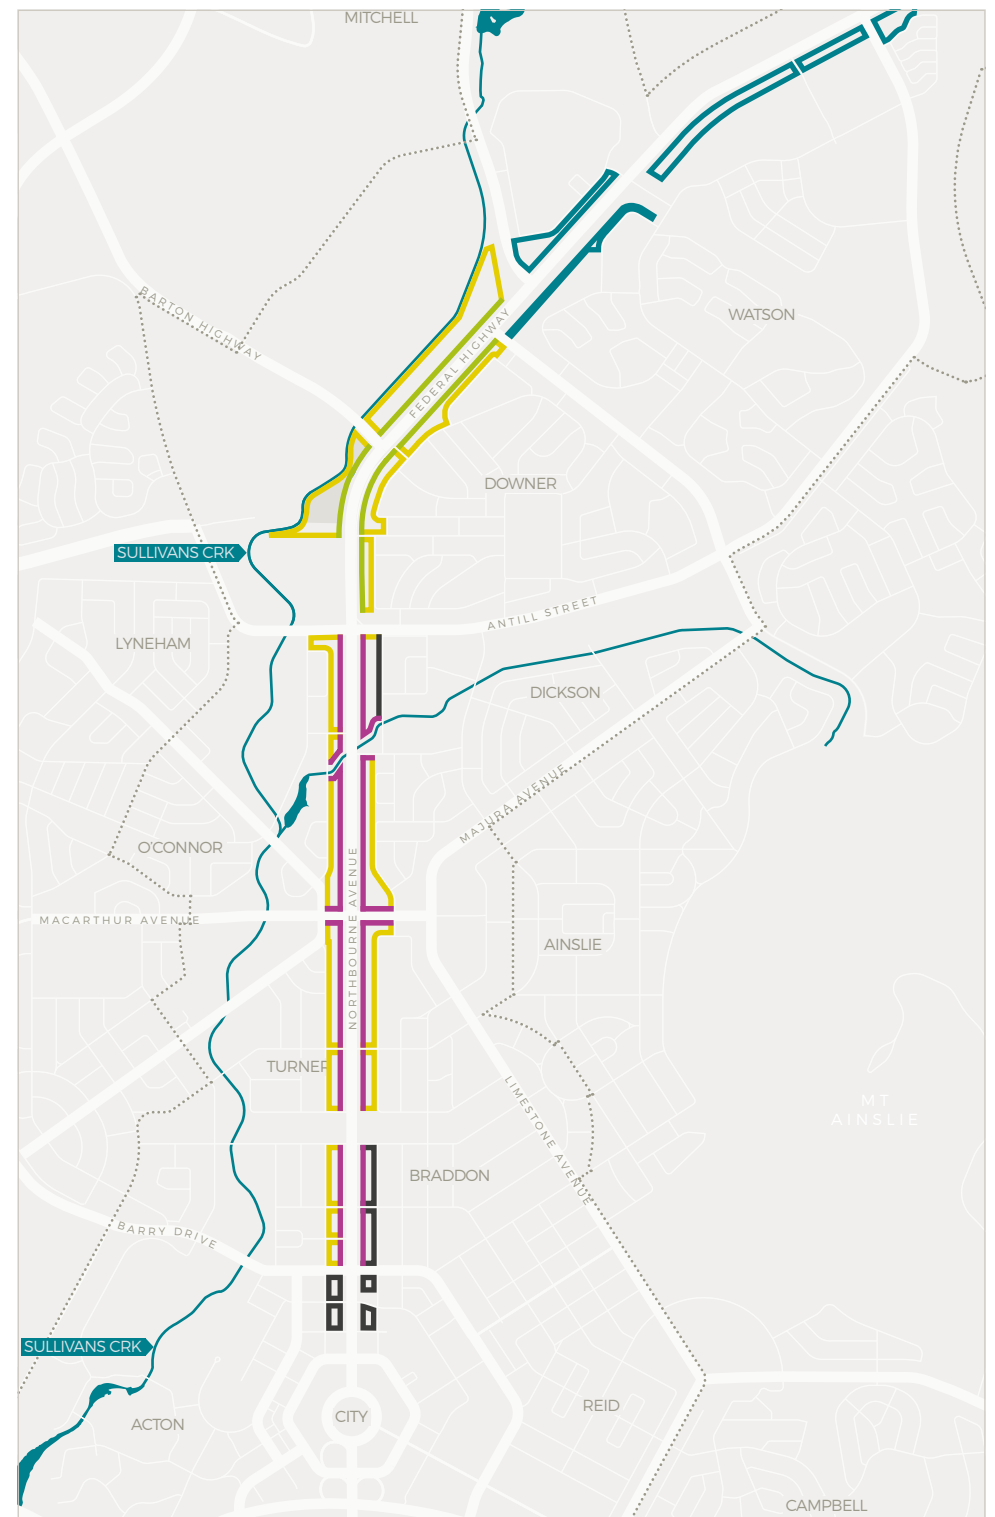 MITCHELL
BARTON HIGHWAY
WATSON
FEDERAL HIGHWAY
DOWNER
SULLIVANS CRK
ANTILL STREET
LYNEHAM
DICKSON
MAJURA AVENUE
O'CONNOR
NORTHBOURNE AVENUE
MACARTHUR AVENUE
AINSLIE
TURNER
LIMESTONE AVENUE
MT
AINSLIE
BRADDON
BARRY DRIVE
SULLIVANS CRK
REID
CITY
ACTON
CAMPBELL